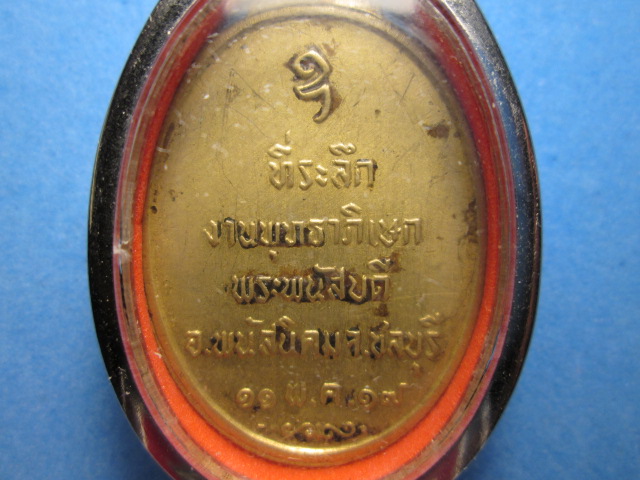 ที่ระลึก
งานพุทธาภิเษก
พระพนัสบดี
อ.พนัสนิคม จ.ชลบุรี
๑๑ พ.ค. ๑๗